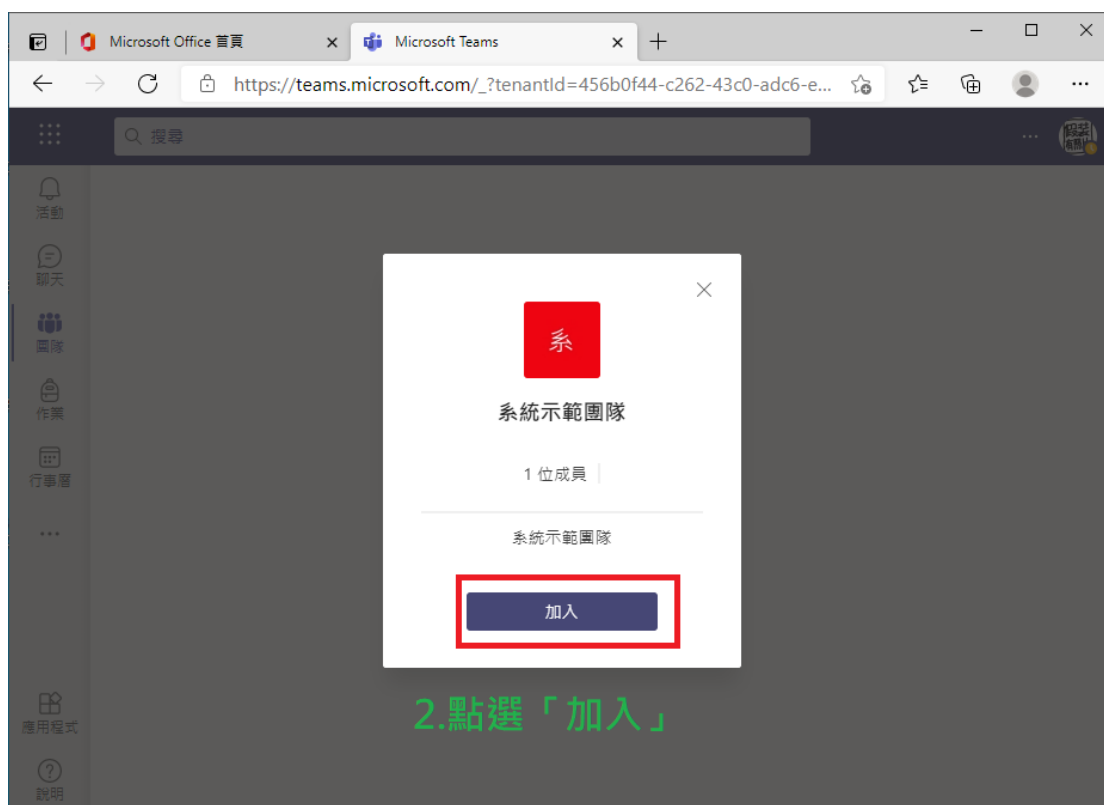 Microsoft Office 首頁
Microsoft Teams
https://teams.microsoft.com/_?tenantId=456b0f44-c262-43c0-adc6-e...
搜尋
活動
聊天
團隊
作業
行事曆
系
系統示範團隊
1 位成員
系統示範團隊
加入
2.點選「加入」
應用程式
說明